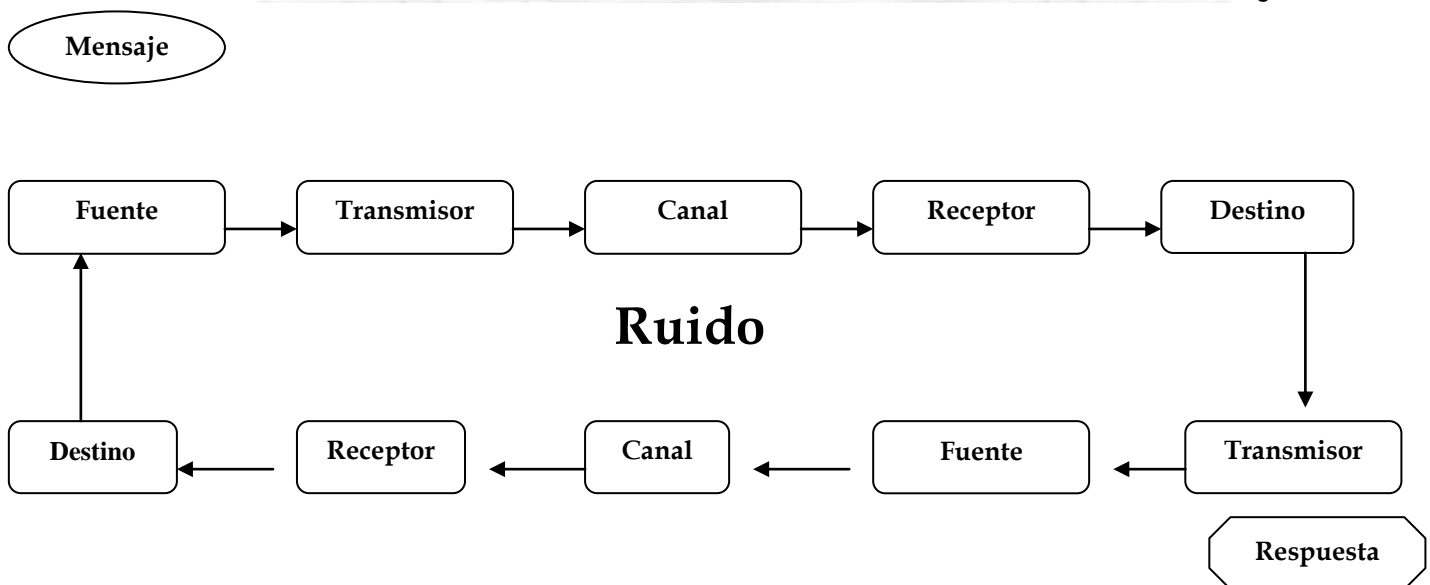 Mensaje
Fuente Transmisor Canal Receptor Destino
Ruido
Destino Receptor Canal Fuente Transmisor
Respuesta